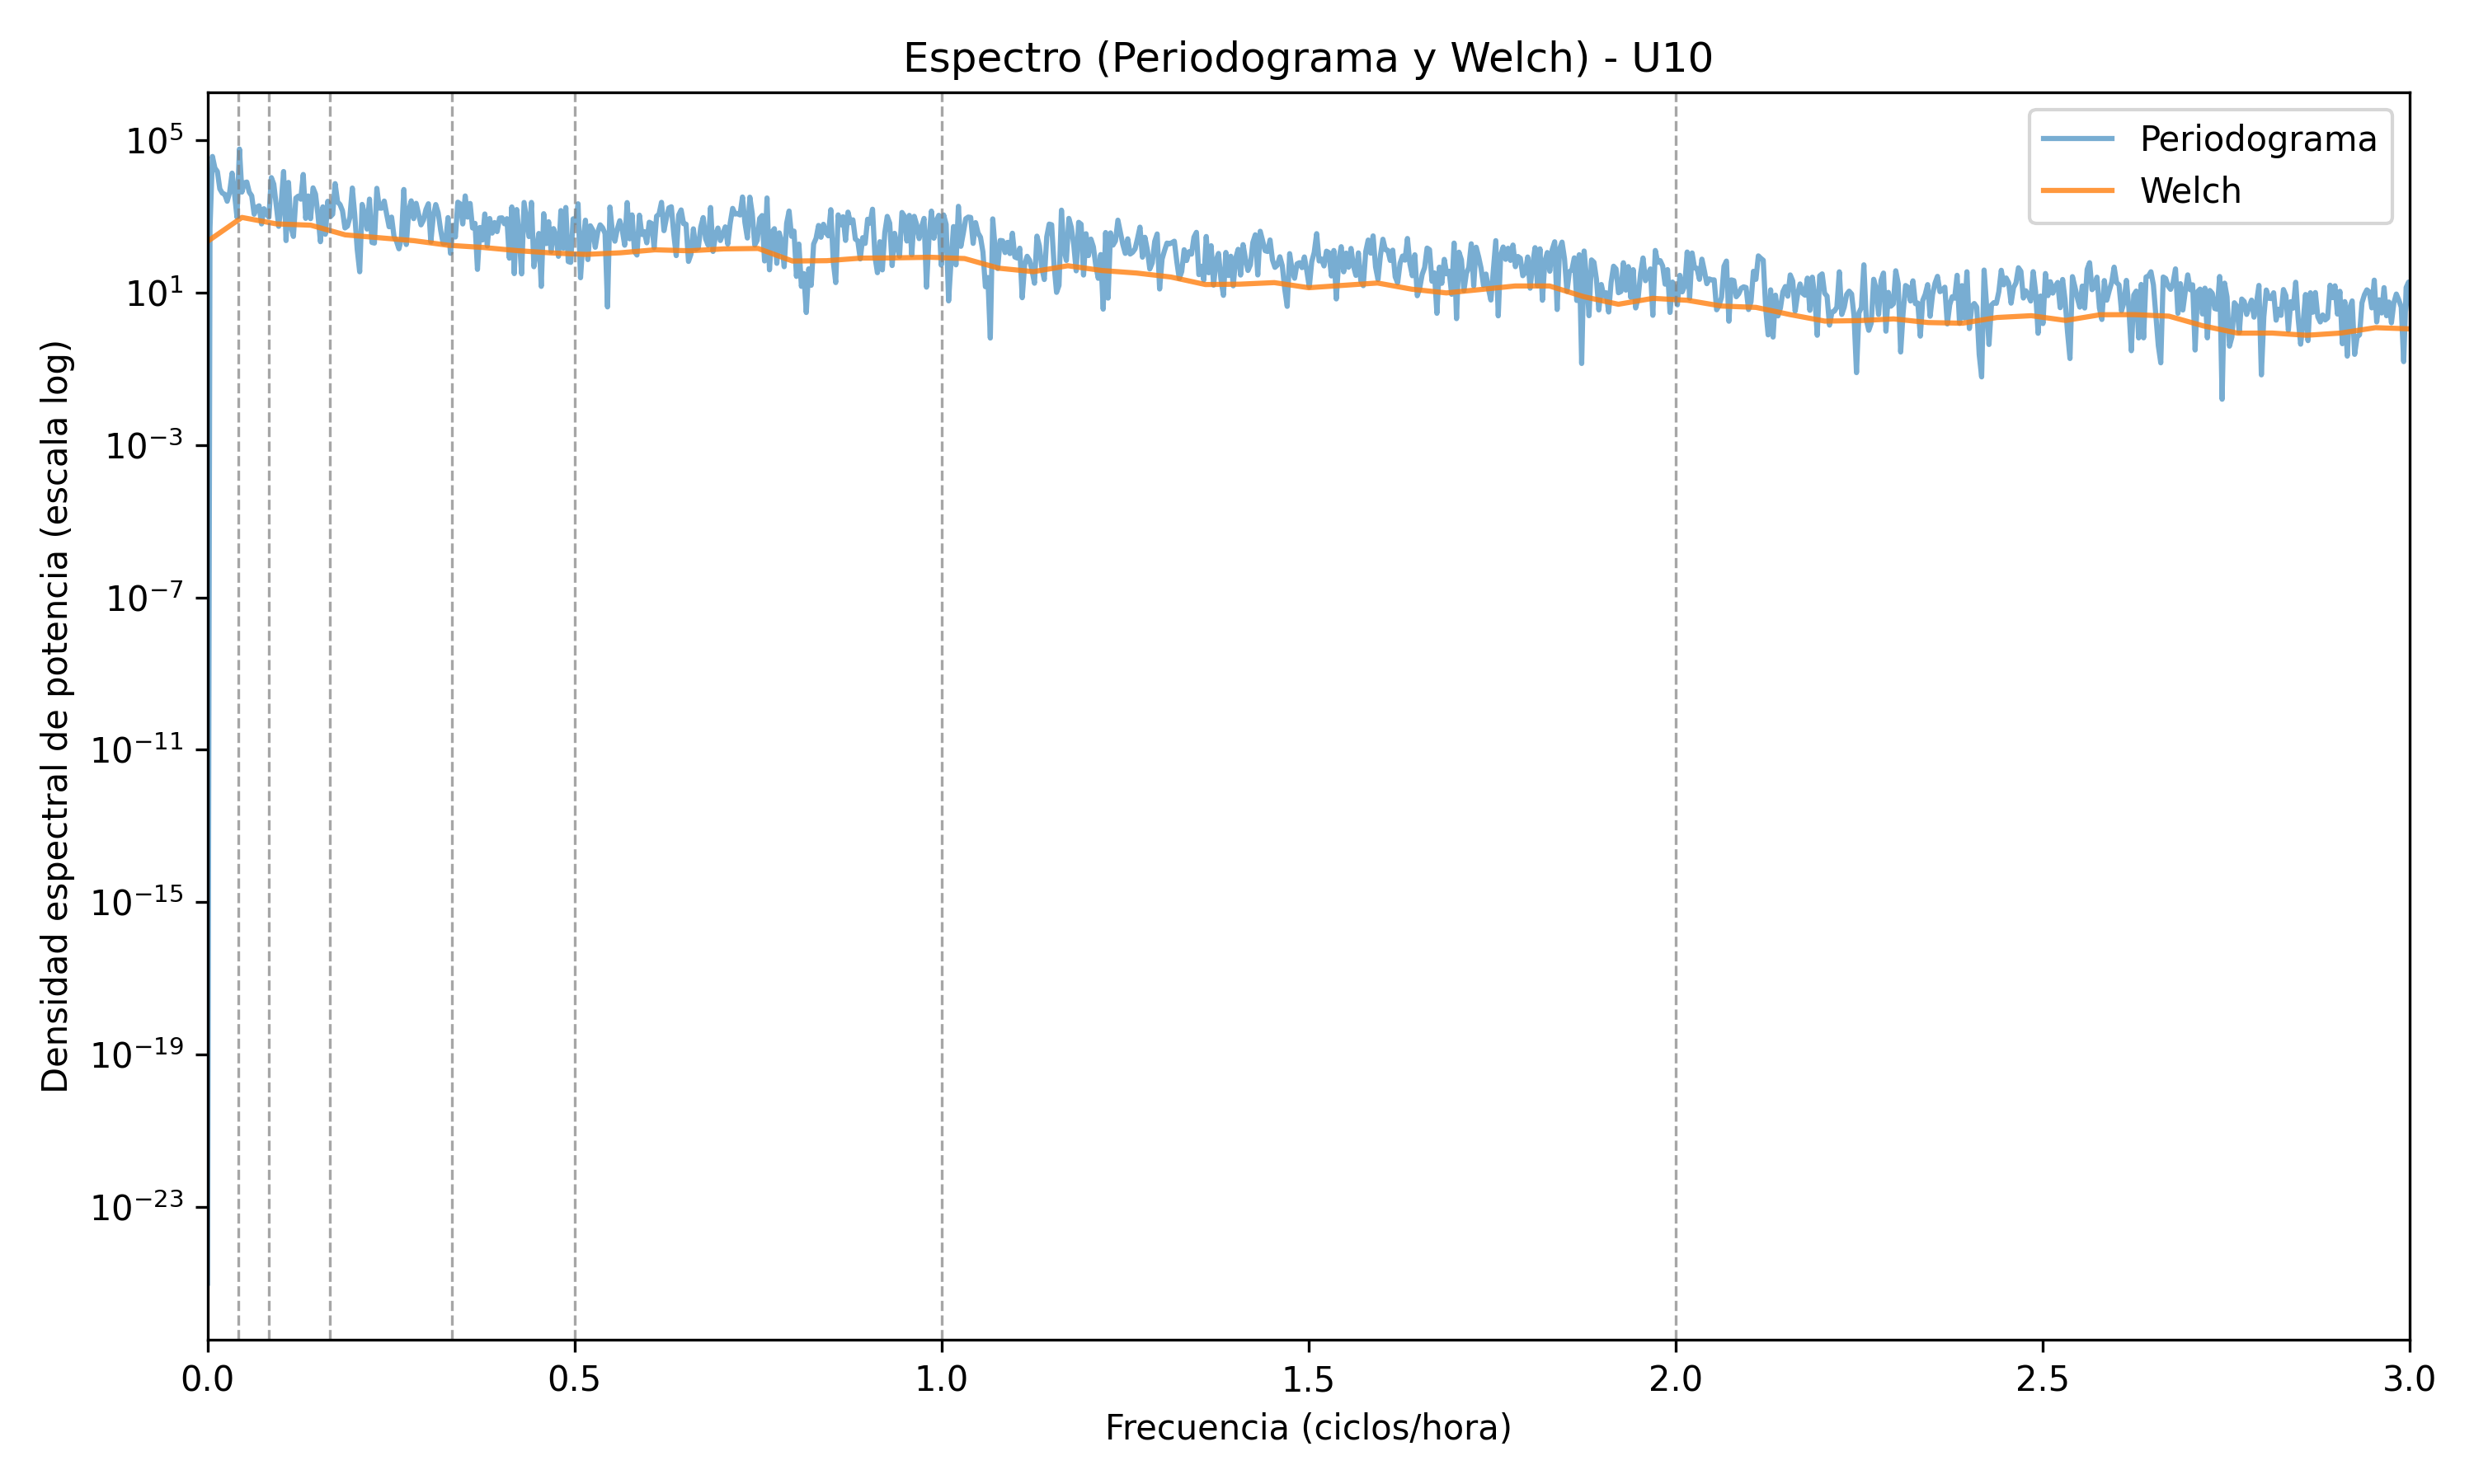 Espectro (Periodograma y Welch) - U10
Periodograma
Welch
Densidad espectral de potencia (escala log)
10^5
10^1
10^-3
10^-7
10^-11
10^-15
10^-19
10^-23
0.0 0.5 1.0 1.5 2.0 2.5 3.0
Frecuencia (ciclos/hora)